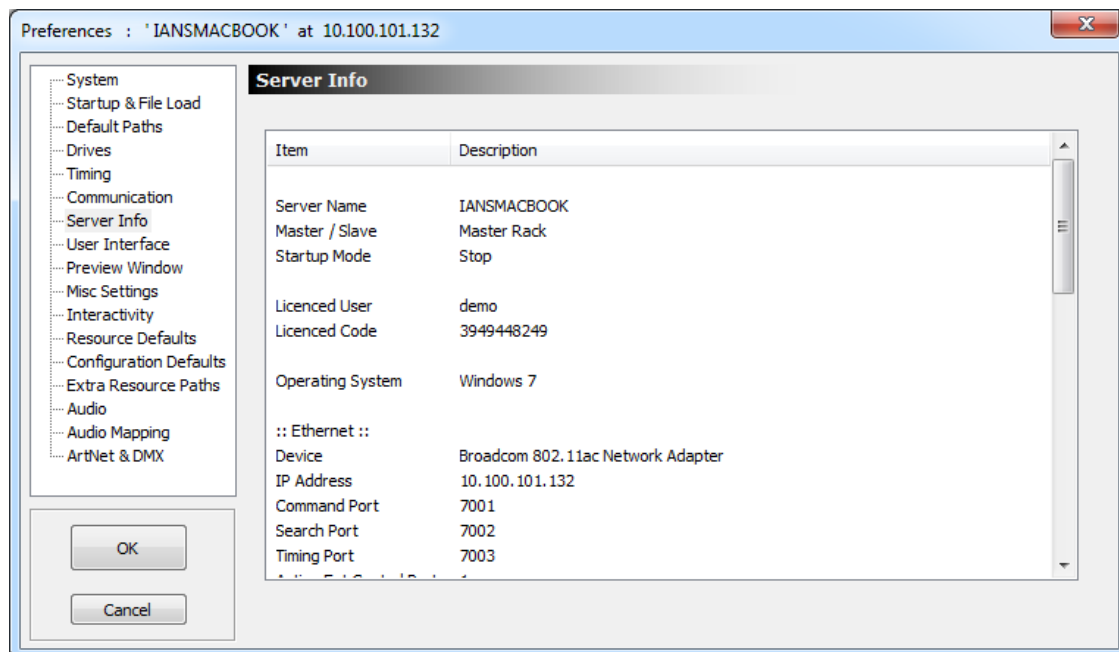 Preferences : ' IANSMACBOOK ' at 10.100.101.132
System
Startup & File Load
Default Paths
Drives
Timing
Communication
Server Info
User Interface
Preview Window
Misc Settings
Interactivity
Resource Defaults
Configuration Defaults
Extra Resource Paths
Audio
Audio Mapping
ArtNet & DMX
OK
Cancel
Server Info
Item Description
Server Name IANSMACBOOK
Master / Slave Master Rack
Startup Mode Stop
Licenced User demo
Licenced Code 3949448249
Operating System Windows 7
:: Ethernet ::
Device Broadcom 802.11ac Network Adapter
IP Address 10.100.101.132
Command Port 7001
Search Port 7002
Timing Port 7003